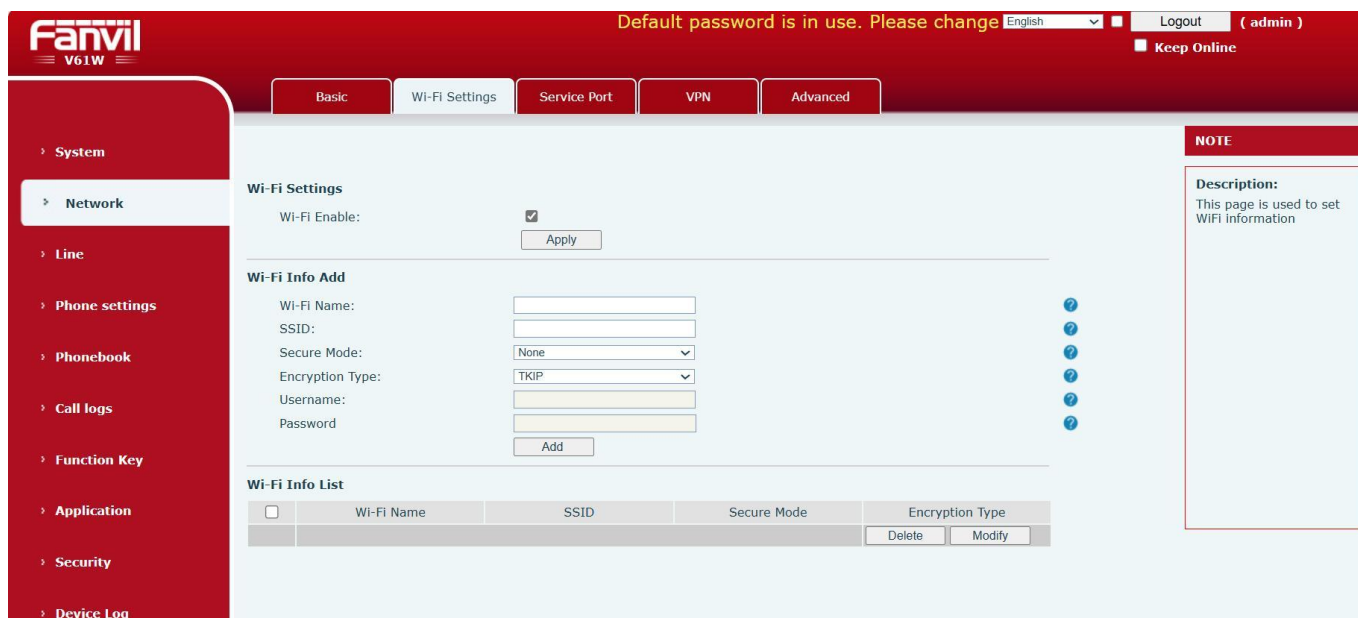 Fanvil
V61W
Default password is in use. Please change
English
Logout
( admin )
Keep Online
Basic
Wi-Fi Settings
Service Port
VPN
Advanced
System
Network
Line
Phone settings
Phonebook
Call logs
Function Key
Application
Security
Device Log
Wi-Fi Settings
Wi-Fi Enable:
Apply
Wi-Fi Info Add
Wi-Fi Name:
SSID:
Secure Mode: None
Encryption Type: TKIP
Username:
Password
Add
Wi-Fi Info List
Wi-Fi Name SSID Secure Mode Encryption Type
Delete Modify
NOTE
Description:
This page is used to set
WiFi information